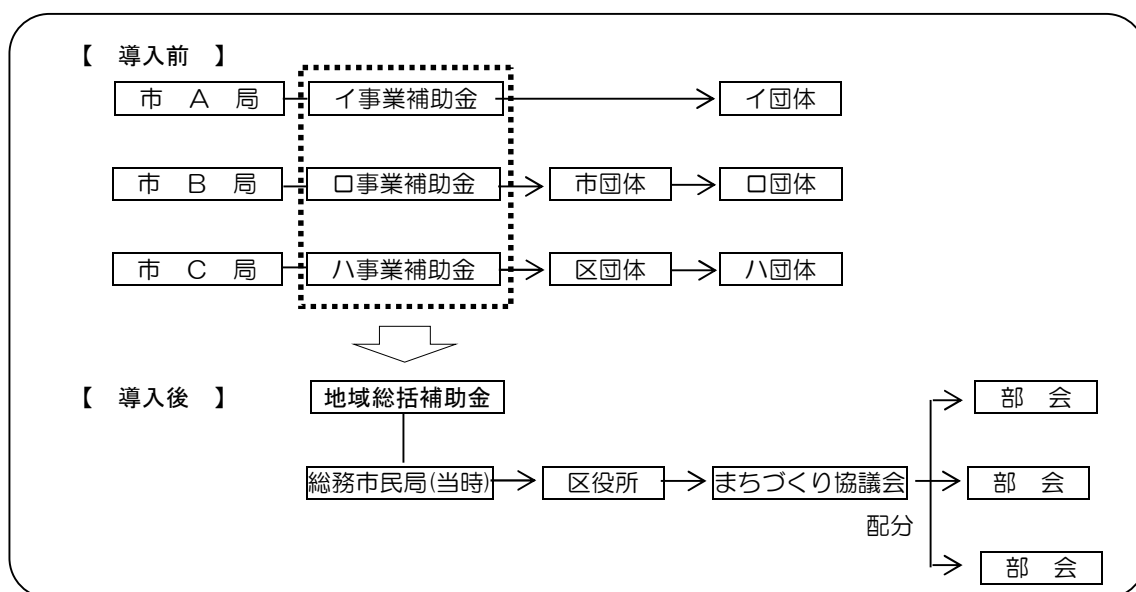 【 導入前 】
市 A 局 イ事業補助金 イ団体
市 B 局 ロ事業補助金 市団体 ロ団体
市 C 局 ハ事業補助金 区団体 ハ団体
【 導入後 】 地域総括補助金 部 会
総務市民局(当時) 区役所 まちづくり協議会 部 会
配分
部 会